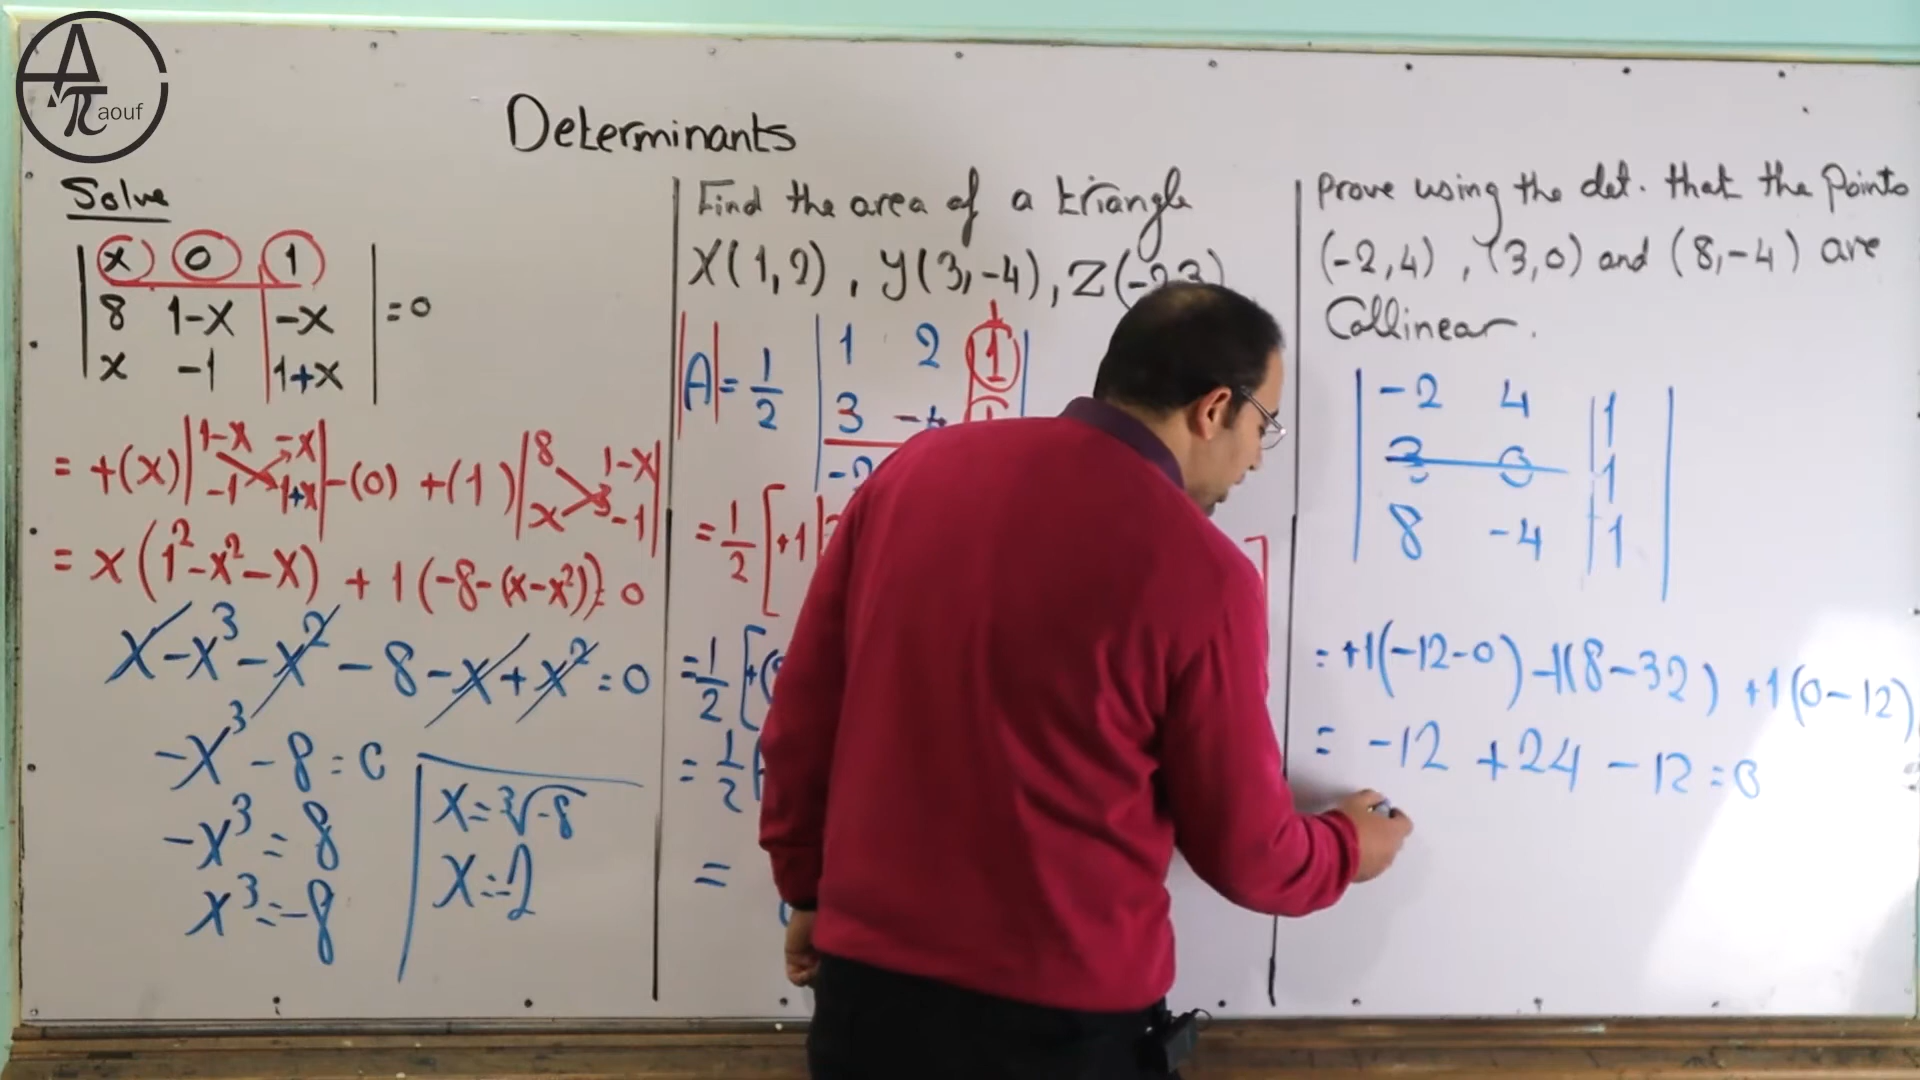 Aπaouf
Determinants
Solve
| x 0 1 |
| 8 1-x -x | = 0
| x -1 1+x |
= +(x) | 1-x -x | -(0) +(1) | 8 1-x |
| -1 1+x | | x -1 |
= x(1²-x²-x) + 1(-8-(x-x²)) = 0
x-x³-x²-8-x+x²=0
-x³-8=0
-x³=8
x³=-8
x=∛-8
x=-2
Find the area of a triangle
X(1,2), Y(3,-4), Z(-2,3)
|A| = 1/2 | 1 2 1 |
3 -4 1
-2
= 1/2 [+1|
= 1/2 [+(
= 1/2
=
Prove using the det. that the points
(-2,4), (3,0) and (8,-4) are
Collinear.
| -2 4 1 |
| 3 0 1 |
| 8 -4 1 |
= +1(-12-0) -1(8-32) +1(0-12)
= -12 +24 -12 = 0